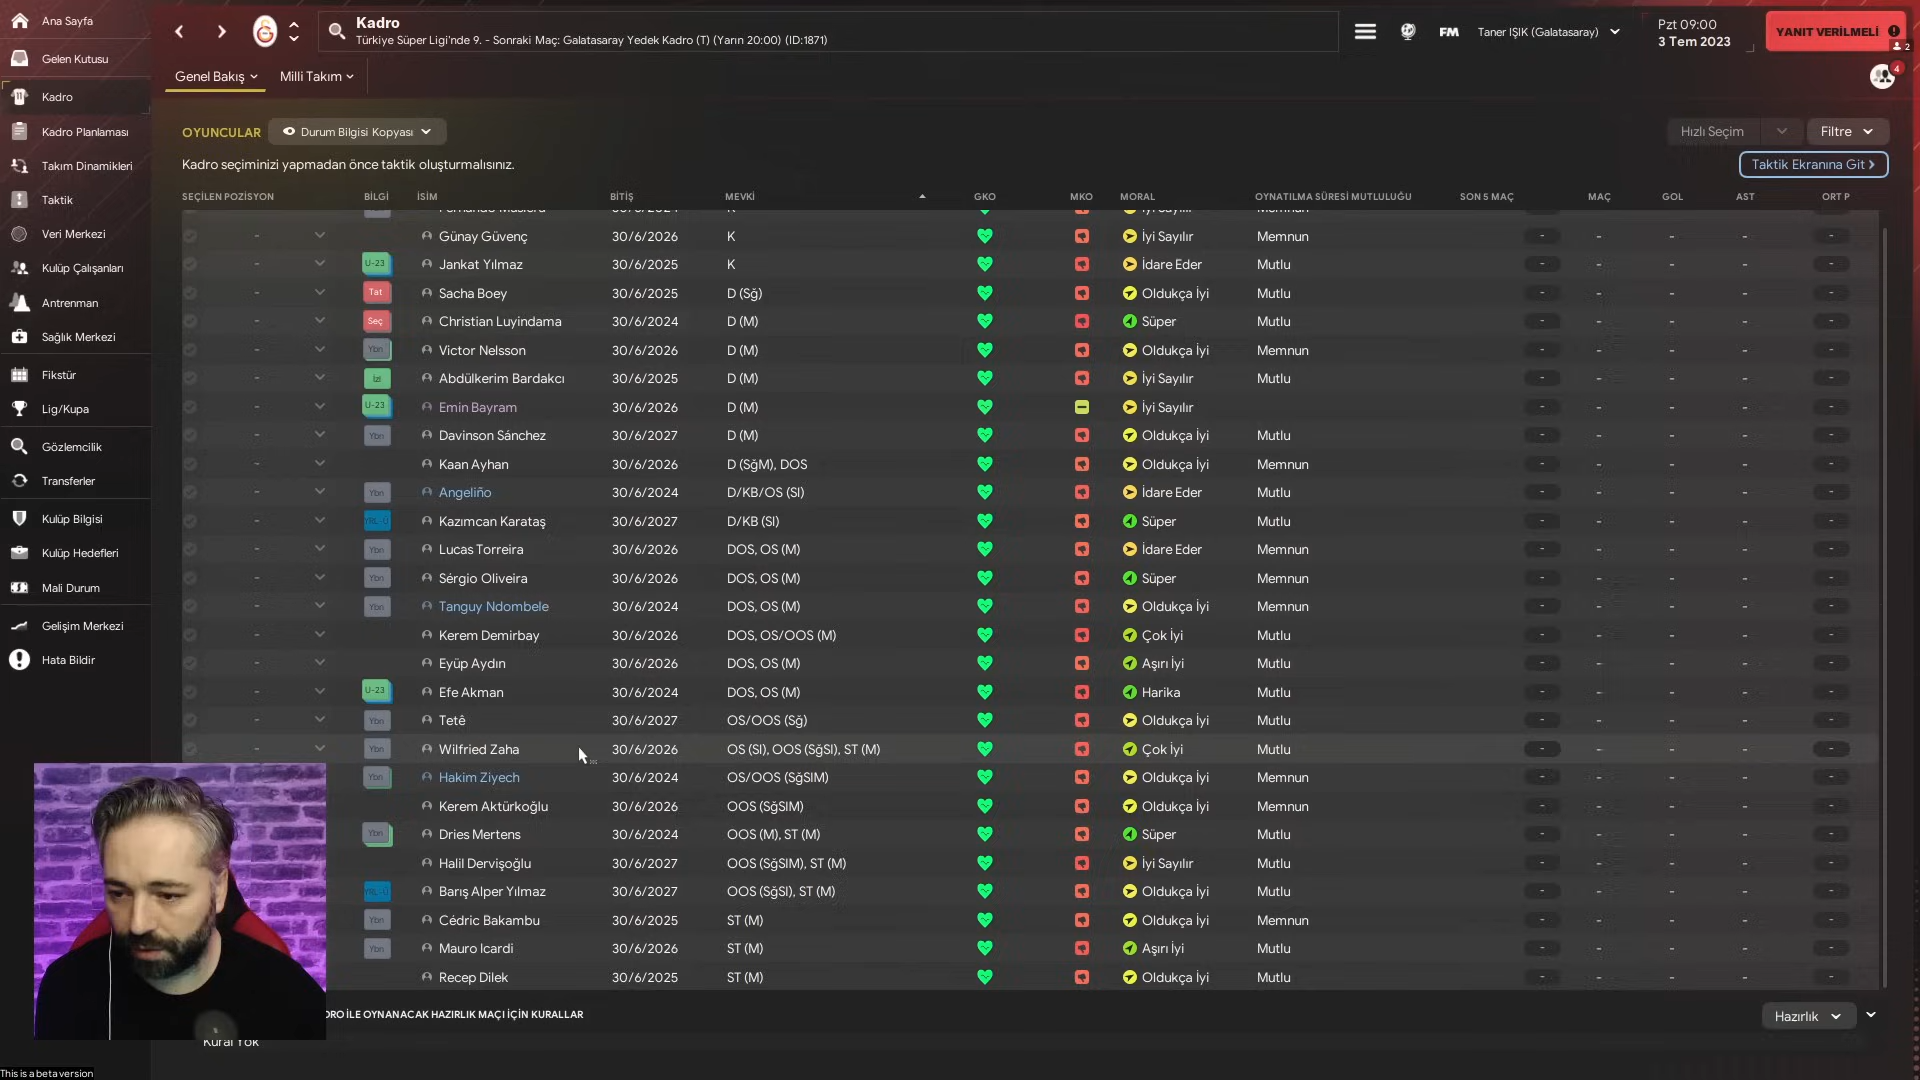 Ana Sayfa
Gelen Kutusu
Kadro
Kadro Planlaması
Takım Dinamikleri
Taktik
Veri Merkezi
Kulüp Çalışanları
Antrenman
Sağlık Merkezi
Fikstür
Lig/Kupa
Gözlemcilik
Transferler
Kulüp Bilgisi
Kulüp Hedefleri
Mali Durum
Gelişim Merkezi
Hata Bildir
Kadro
Türkiye Süper Ligi'nde 9. - Sonraki Maç: Galatasaray Yedek Kadro (T) (Yarın 20:00) (ID:1871)
FM
Taner IŞIK (Galatasaray)
Pzt 09:00
3 Tem 2023
YANIT VERİLMELİ
2
4
Genel Bakış Milli Takım
OYUNCULAR Durum Bilgisi Kopyası
Hızlı Seçim Filtre
Kadro seçiminizi yapmadan önce taktik oluşturmalısınız.
Taktik Ekranına Git
SEÇİLEN POZİSYON BİLGİ İSİM BİTİŞ MEVKİ GKO MKO MORAL OYNATILMA SÜRESİ MUTLULUĞU SON 5 MAÇ MAÇ GOL AST ORT P
- Günay Güvenç 30/6/2026 K İyi Sayılır Memnun - - - - -
- U-23 Jankat Yılmaz 30/6/2025 K İdare Eder Mutlu - - - - -
- Tat Sacha Boey 30/6/2025 D (Sğ) Oldukça İyi Mutlu - - - - -
- Seç Christian Luyindama 30/6/2024 D (M) Süper Mutlu - - - - -
- Ybn Victor Nelsson 30/6/2026 D (M) Oldukça İyi Memnun - - - - -
- İzi Abdülkerim Bardakcı 30/6/2025 D (M) İyi Sayılır Mutlu - - - - -
- U-23 Emin Bayram 30/6/2026 D (M) İyi Sayılır - - - - -
- Ybn Davinson Sánchez 30/6/2027 D (M) Oldukça İyi Mutlu - - - - -
- Kaan Ayhan 30/6/2026 D (SğM), DOS Oldukça İyi Memnun - - - - -
- Ybn Angeliño 30/6/2024 D/KB/OS (Sl) İdare Eder Mutlu - - - - -
- YRL-Ü Kazımcan Karataş 30/6/2027 D/KB (Sl) Süper Mutlu - - - - -
- Ybn Lucas Torreira 30/6/2026 DOS, OS (M) İdare Eder Memnun - - - - -
- Ybn Sérgio Oliveira 30/6/2026 DOS, OS (M) Süper Memnun - - - - -
- Ybn Tanguy Ndombele 30/6/2024 DOS, OS (M) Oldukça İyi Memnun - - - - -
- Kerem Demirbay 30/6/2026 DOS, OS/OOS (M) Çok İyi Mutlu - - - - -
- Eyüp Aydın 30/6/2026 DOS, OS (M) Aşırı İyi Mutlu - - - - -
- U-23 Efe Akman 30/6/2024 DOS, OS (M) Harika Mutlu - - - - -
- Ybn Tetê 30/6/2027 OS/OOS (Sğ) Oldukça İyi Mutlu - - - - -
- Ybn Wilfried Zaha 30/6/2026 OS (Sl), OOS (SğSl), ST (M) Çok İyi Mutlu - - - - -
Ybn Hakim Ziyech 30/6/2024 OS/OOS (SğSlM) Oldukça İyi Memnun - - - - -
Kerem Aktürkoğlu 30/6/2026 OOS (SğSlM) Oldukça İyi Memnun - - - - -
Ybn Dries Mertens 30/6/2024 OOS (M), ST (M) Süper Mutlu - - - - -
Halil Dervişoğlu 30/6/2027 OOS (SğSlM), ST (M) İyi Sayılır Mutlu - - - - -
YRL-Ü Barış Alper Yılmaz 30/6/2027 OOS (SğSl), ST (M) Oldukça İyi Mutlu - - - - -
Ybn Cédric Bakambu 30/6/2025 ST (M) Oldukça İyi Memnun - - - - -
Ybn Mauro Icardi 30/6/2026 ST (M) Aşırı İyi Mutlu - - - - -
Recep Dilek 30/6/2025 ST (M) Oldukça İyi Mutlu - - - - -
İLE OYNANACAK HAZIRLIK MAÇI İÇİN KURALLAR
Hazırlık
Kural Yok
This is a beta version